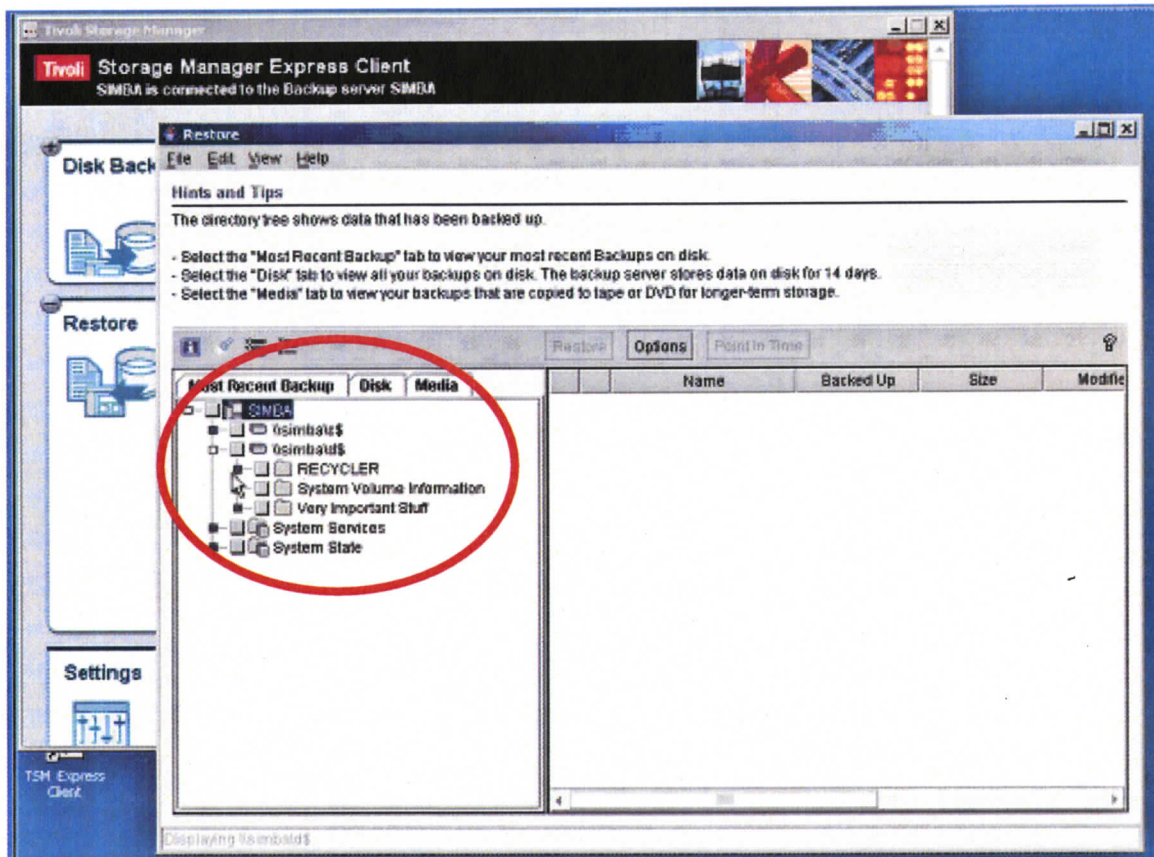 Tivoli Storage Manager
Tivoli Storage Manager Express Client
SIMBA is connected to the Backup server SIMBA
Disk Back
Restore
Settings
TSM Express
Client
Restore
File Edit View Help
Hints and Tips
The directory tree shows data that has been backed up.
- Select the "Most Recent Backup" tab to view your most recent Backups on disk.
- Select the "Disk" tab to view all your backups on disk. The backup server stores data on disk for 14 days.
- Select the "Media" tab to view your backups that are copied to tape or DVD for longer-term storage.
Restore Options Point In Time
Most Recent Backup Disk Media
SIMBA
\\simba\c$
\\simba\d$
RECYCLER
System Volume Information
Very Important Stuff
System Services
System State
Name Backed Up Size Modifie
Displaying \\simba\d$